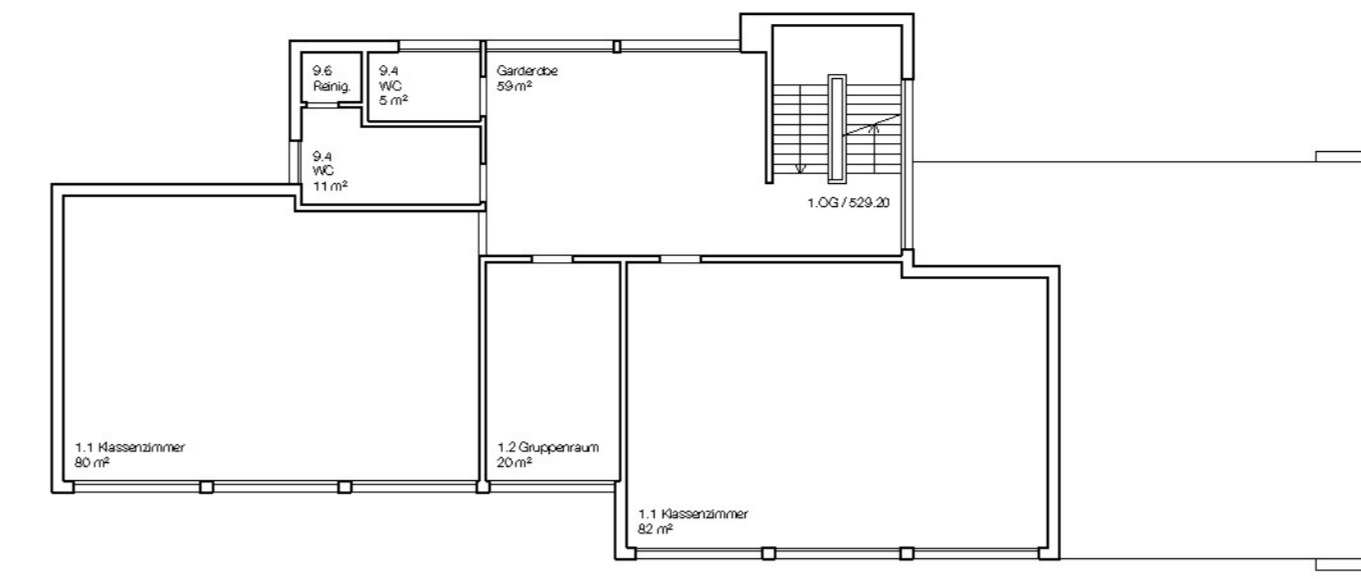 9.6
Reinig.
9.4
WC
5 m²
Garderobe
59 m²
9.4
WC
11 m²
1.OG / 529.20
1.1 Klassenzimmer
80 m²
1.2 Gruppenraum
20 m²
1.1 Klassenzimmer
82 m²